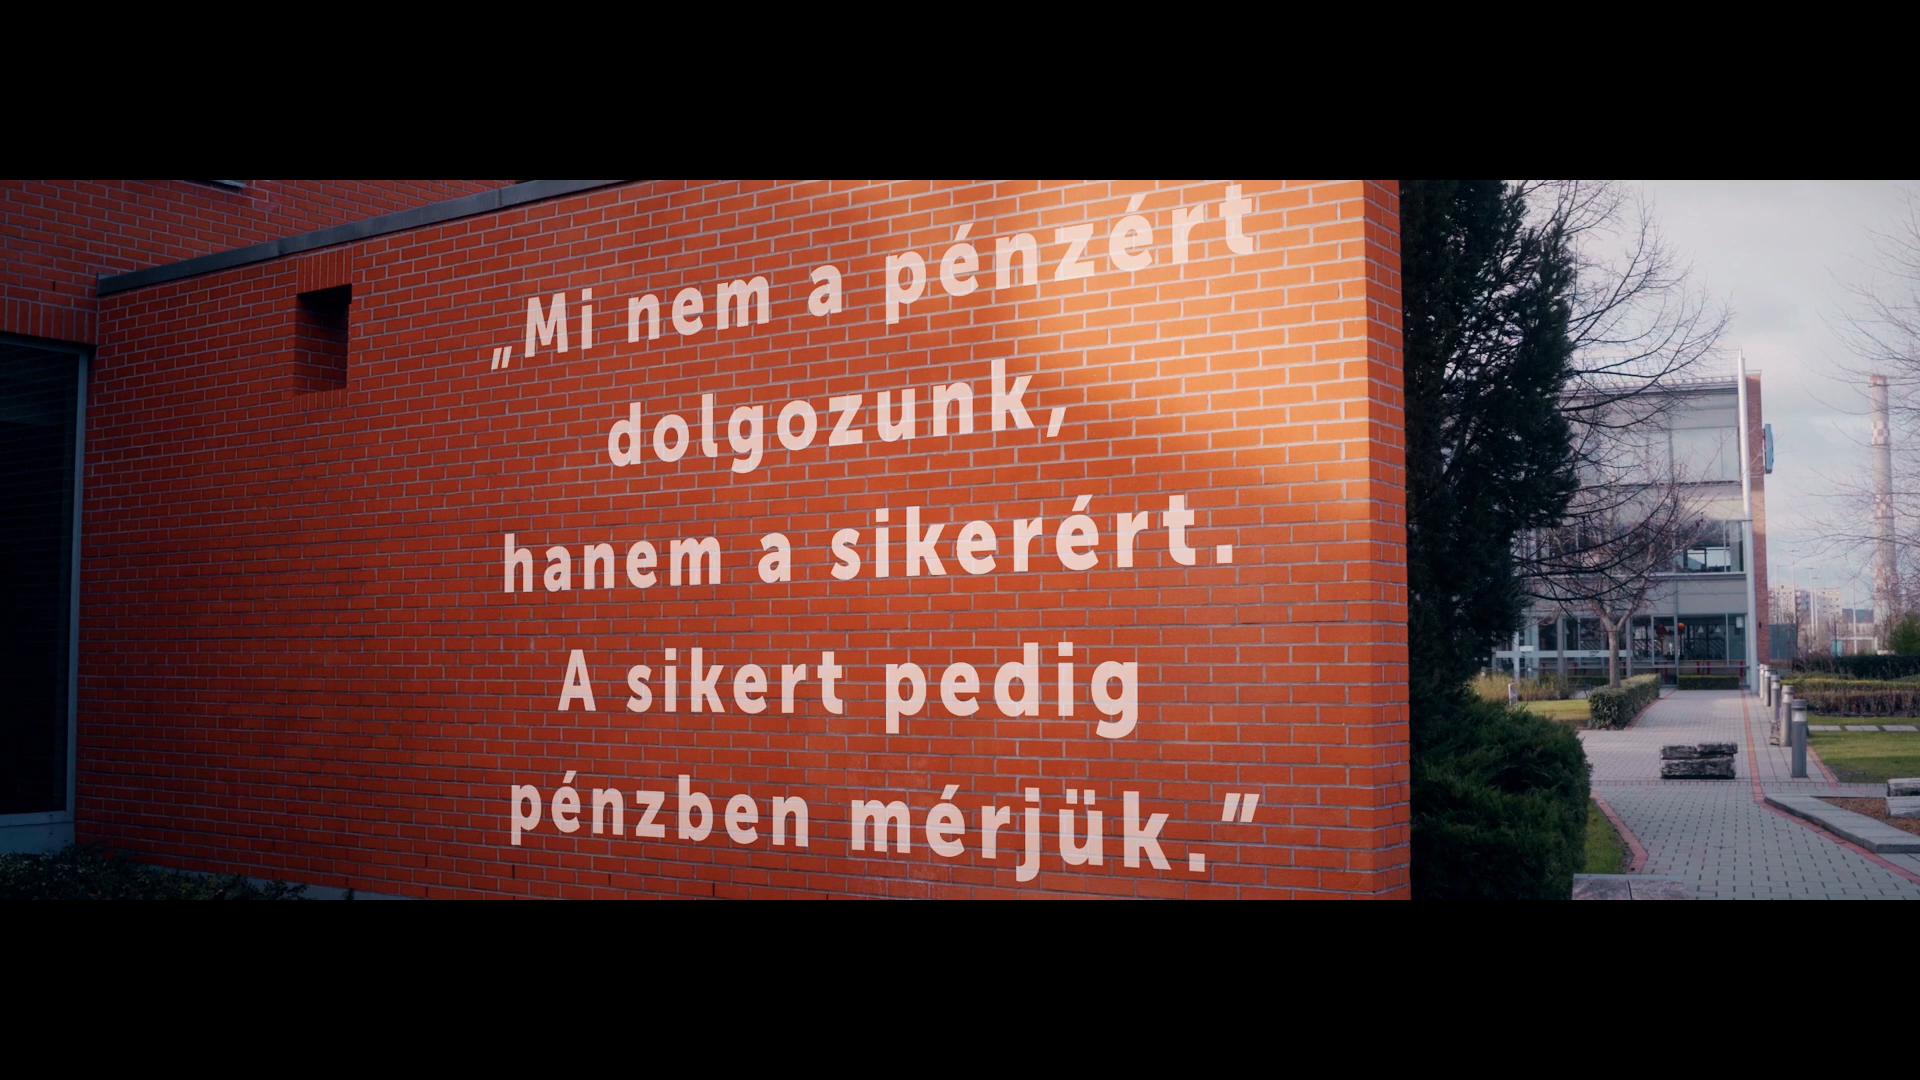 „Mi nem a pénzért
dolgozunk,
hanem a sikerért.
A sikert pedig
pénzben mérjük.”